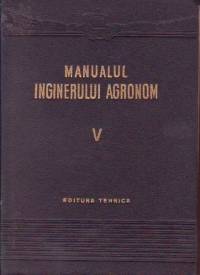 MANUALUL
INGINERULUI AGRONOM
V
EDITURA TEHNICA